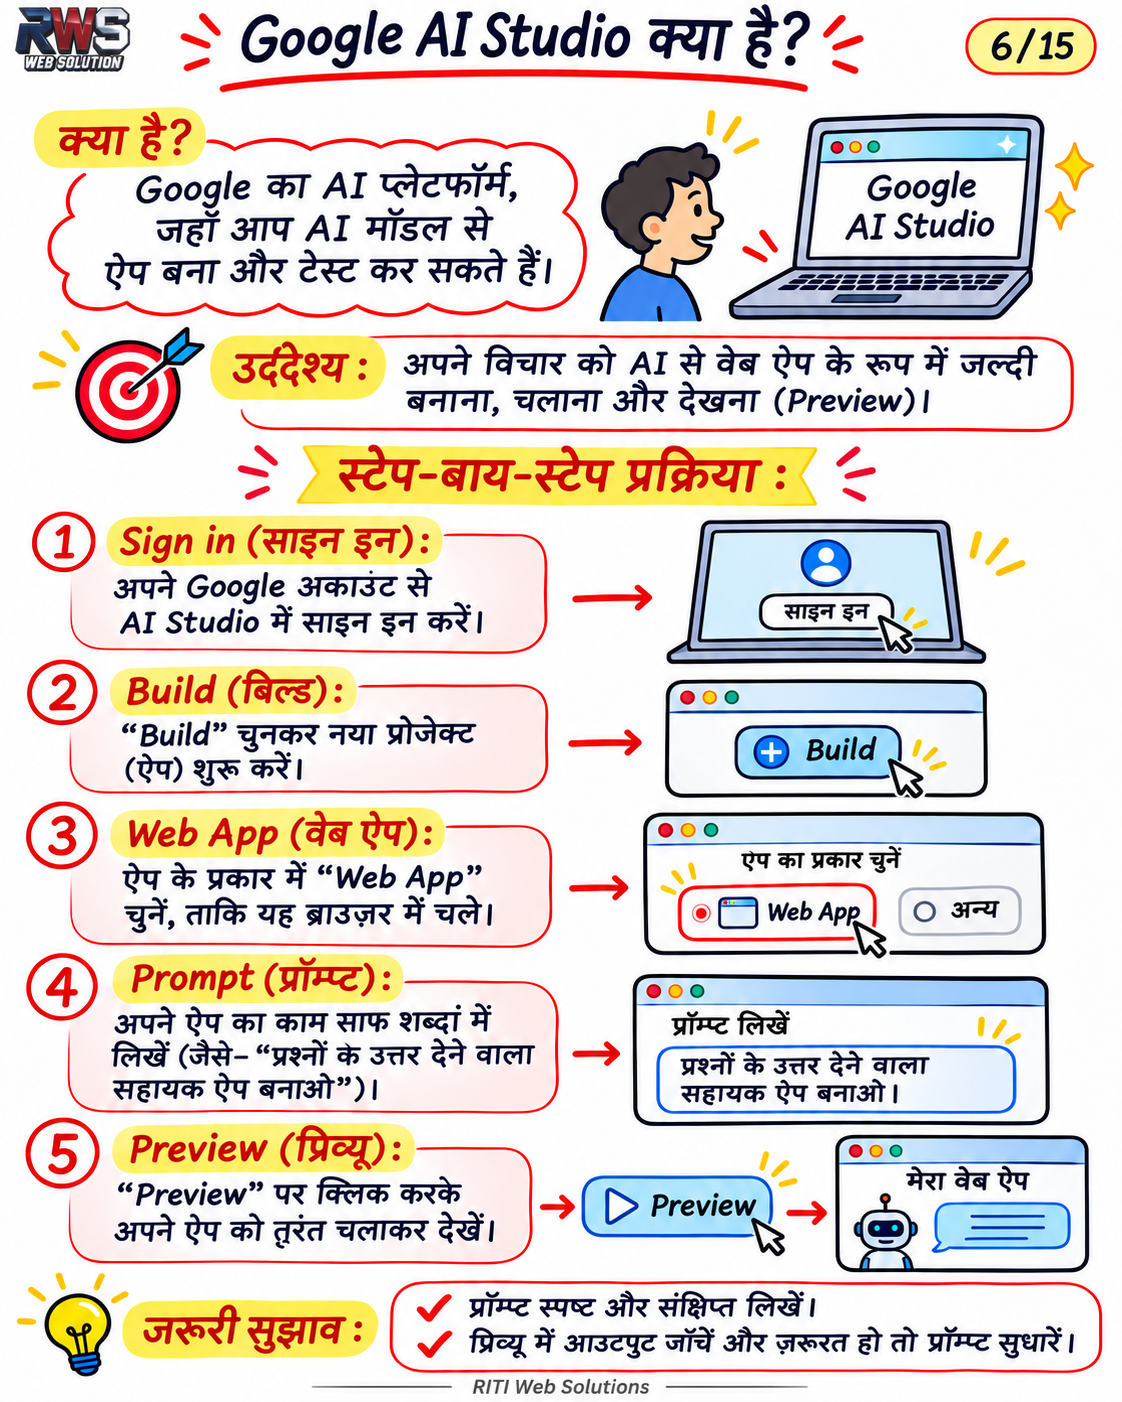 RWS
WEB SOLUTION
Google AI Studio क्या है?
6/15
क्या है?
Google का AI प्लेटफॉर्म,
जहाॅ आप AI मॉडल से
ऐप बना और टेस्ट कर सकते हैं।
Google
AI Studio
उर्ददेश्य :
अपने विचार को AI से वेब ऐप के रूप में जल्दी
बनाना, चलाना और देखना (Preview)।
स्टेप-बाय-स्टेप प्रक्रिया :
1
Sign in (साइन इन):
अपने Google अकाउंट से
AI Studio में साइन इन करें।
साइन इन
2
Build (बिल्ड):
“Build” चुनकर नया प्रोजेक्ट
(ऐप) शुरू करें।
Build
3
Web App (वेब ऐप):
ऐप के प्रकार में “Web App”
चुनें, ताकि यह ब्राउज़र में चले।
ऐप का प्रकार चुनें
Web App
अन्य
4
Prompt (प्रॉम्प्ट):
अपने ऐप का काम साफ शब्दां में
लिखें (जैसे– “प्रश्नों के उत्तर देने वाला
सहायक ऐप बनाओ”)।
प्रॉम्प्ट लिखें
प्रश्नों के उत्तर देने वाला
सहायक ऐप बनाओ।
5
Preview (प्रिव्यू):
“Preview” पर क्लिक करके
अपने ऐप को तुरंत चलाकर देखें।
Preview
मेरा वेब ऐप
जरूरी सुझाव :
प्रॉम्प्ट स्पष्ट और संक्षिप्त लिखें।
प्रिव्यू में आउटपुट जॉचें और ज़रूरत हो तो प्रॉम्प्ट सुधारें।
RITI Web Solutions